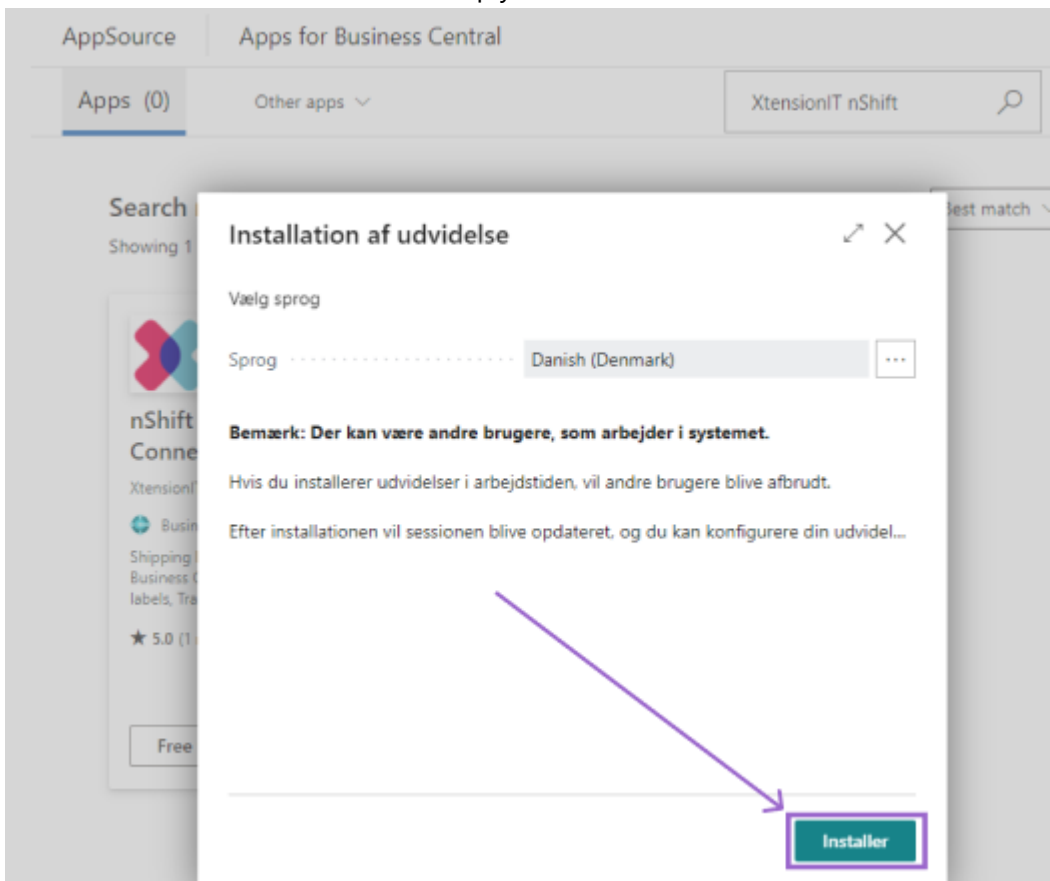 AppSource Apps for Business Central
Apps (0) Other apps XtensionIT nShift
Search
Showing 1
Best match
Installation af udvidelse
Vælg sprog
Sprog Danish (Denmark) ...
Bemærk: Der kan være andre brugere, som arbejder i systemet.
Hvis du installerer udvidelser i arbejdstiden, vil andre brugere blive afbrudt.
Efter installationen vil sessionen blive opdateret, og du kan konfigurere din udvidel...
nShift
Conne
XtensionI
Busin
Shipping
Business
labels, Tra
★ 5.0 (1
Free
Installer